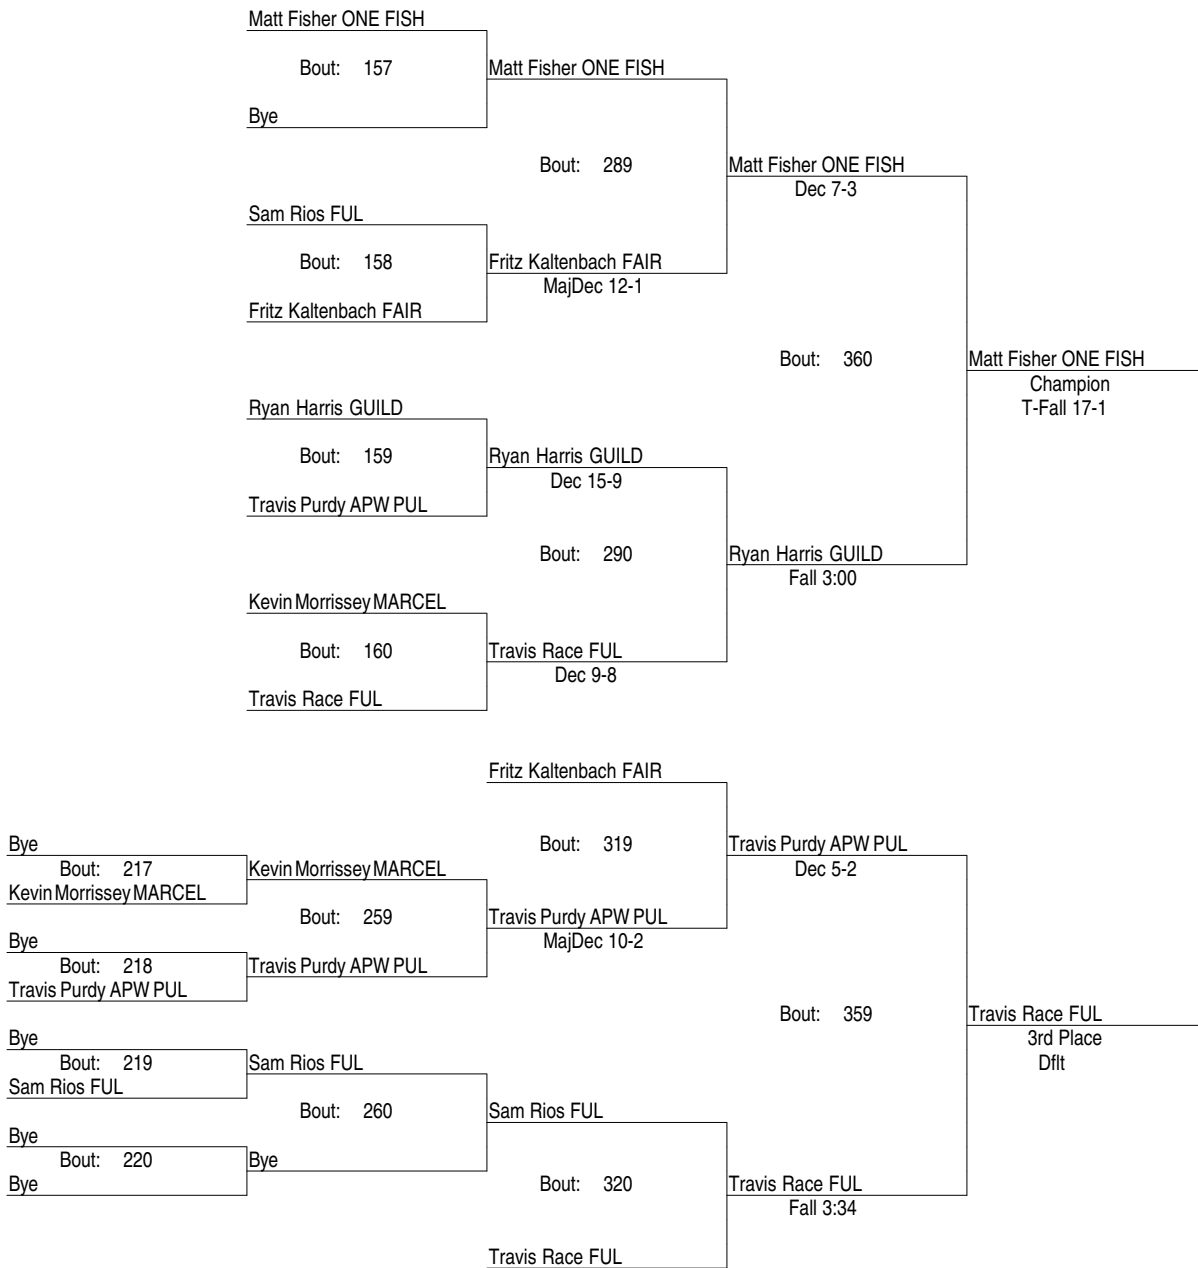 Matt Fisher ONE FISH
Bout: 157 Matt Fisher ONE FISH
Bye
Bout: 289 Matt Fisher ONE FISH
Dec 7-3
Sam Rios FUL
Bout: 158 Fritz Kaltenbach FAIR
MajDec 12-1
Fritz Kaltenbach FAIR
Bout: 360 Matt Fisher ONE FISH
Champion
T-Fall 17-1
Ryan Harris GUILD
Bout: 159 Ryan Harris GUILD
Dec 15-9
Travis Purdy APW PUL
Bout: 290 Ryan Harris GUILD
Fall 3:00
Kevin Morrissey MARCEL
Bout: 160 Travis Race FUL
Dec 9-8
Travis Race FUL
Fritz Kaltenbach FAIR
Bye Bout: 319 Travis Purdy APW PUL
Bout: 217 Kevin Morrissey MARCEL Dec 5-2
Kevin Morrissey MARCEL
Bout: 259 Travis Purdy APW PUL
Bye MajDec 10-2
Bout: 218 Travis Purdy APW PUL
Travis Purdy APW PUL
Bout: 359 Travis Race FUL
Bye 3rd Place
Bout: 219 Sam Rios FUL Dflt
Sam Rios FUL
Bout: 260 Sam Rios FUL
Bye
Bout: 220 Bye
Bye Bout: 320 Travis Race FUL
Fall 3:34
Travis Race FUL